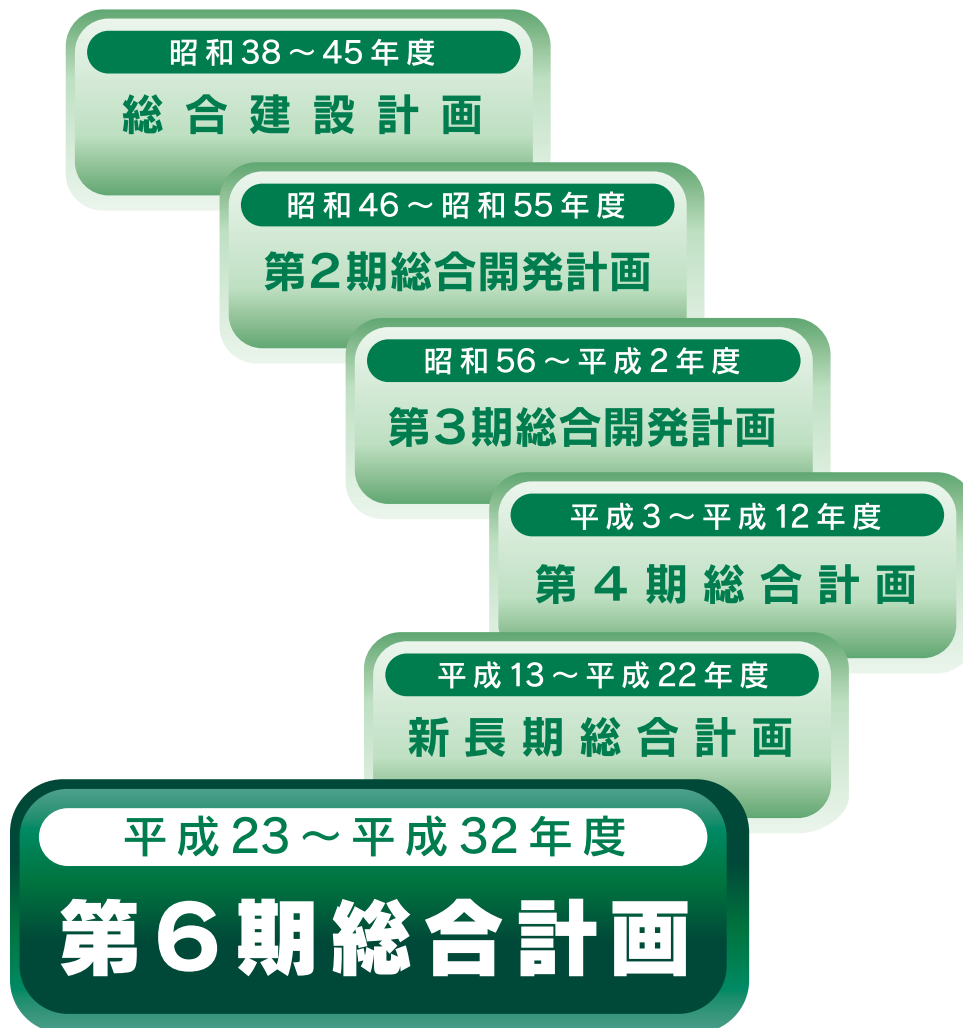 昭和38～45年度
総合建設計画
昭和46～昭和55年度
第2期総合開発計画
昭和56～平成2年度
第3期総合開発計画
平成3～平成12年度
第4期総合計画
平成13～平成22年度
新長期総合計画
平成23～平成32年度
第6期総合計画